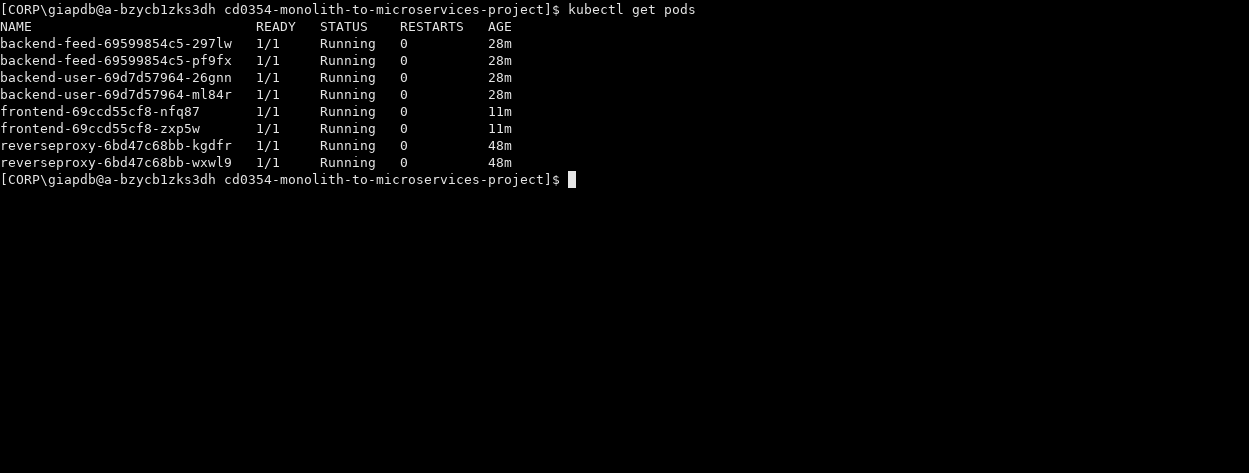 [CORP\giapdb@a-bzycb1zks3dh cd0354-monolith-to-microservices-project]$ kubectl get pods
NAME                            READY   STATUS    RESTARTS   AGE
backend-feed-69599854c5-297lw   1/1     Running   0          28m
backend-feed-69599854c5-pf9fx   1/1     Running   0          28m
backend-user-69d7d57964-26gnn   1/1     Running   0          28m
backend-user-69d7d57964-ml84r   1/1     Running   0          28m
frontend-69ccd55cf8-nfq87       1/1     Running   0          11m
frontend-69ccd55cf8-zxp5w       1/1     Running   0          11m
reverseproxy-6bd47c68bb-kgdfr   1/1     Running   0          48m
reverseproxy-6bd47c68bb-wxwl9   1/1     Running   0          48m
[CORP\giapdb@a-bzycb1zks3dh cd0354-monolith-to-microservices-project]$